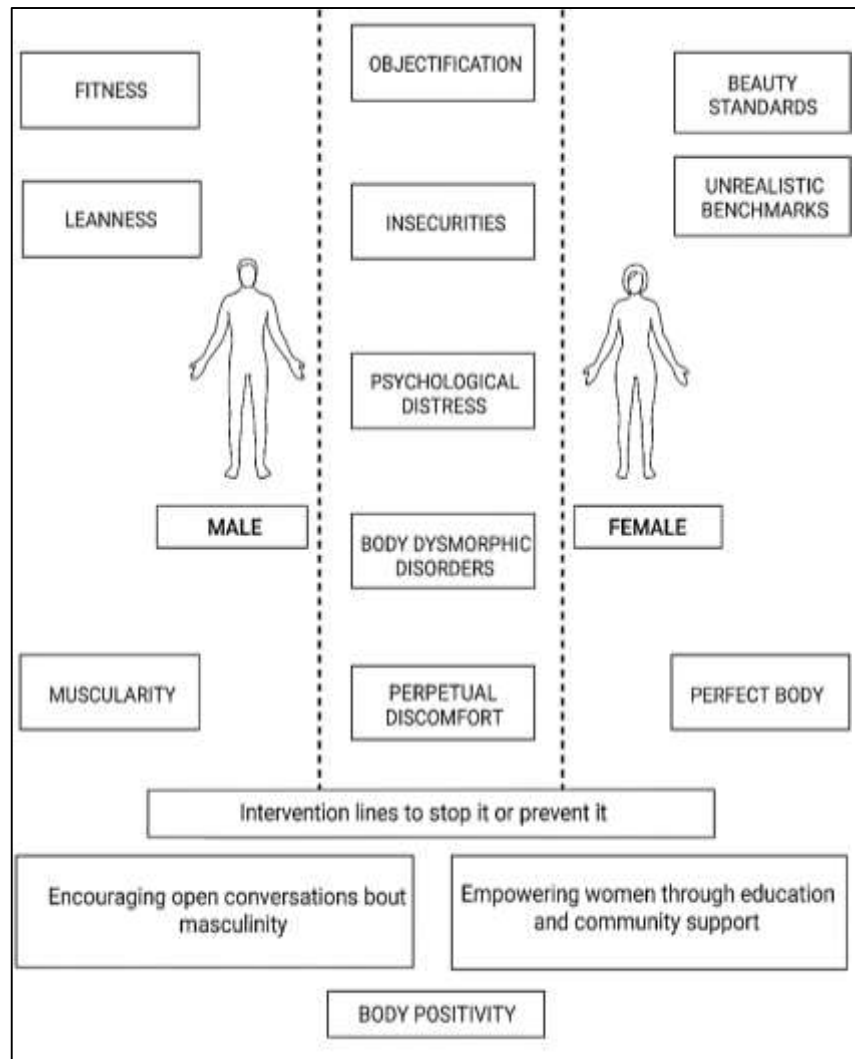 FITNESS
OBJECTIFICATION
BEAUTY
STANDARDS
LEANNESS
INSECURITIES
UNREALISTIC
BENCHMARKS
PSYCHOLOGICAL
DISTRESS
MALE
BODY DYSMORPHIC
DISORDERS
FEMALE
MUSCULARITY
PERPETUAL
DISCOMFORT
PERFECT BODY
Intervention lines to stop it or prevent it
Encouraging open conversations bout
masculinity
Empowering women through education
and community support
BODY POSITIVITY